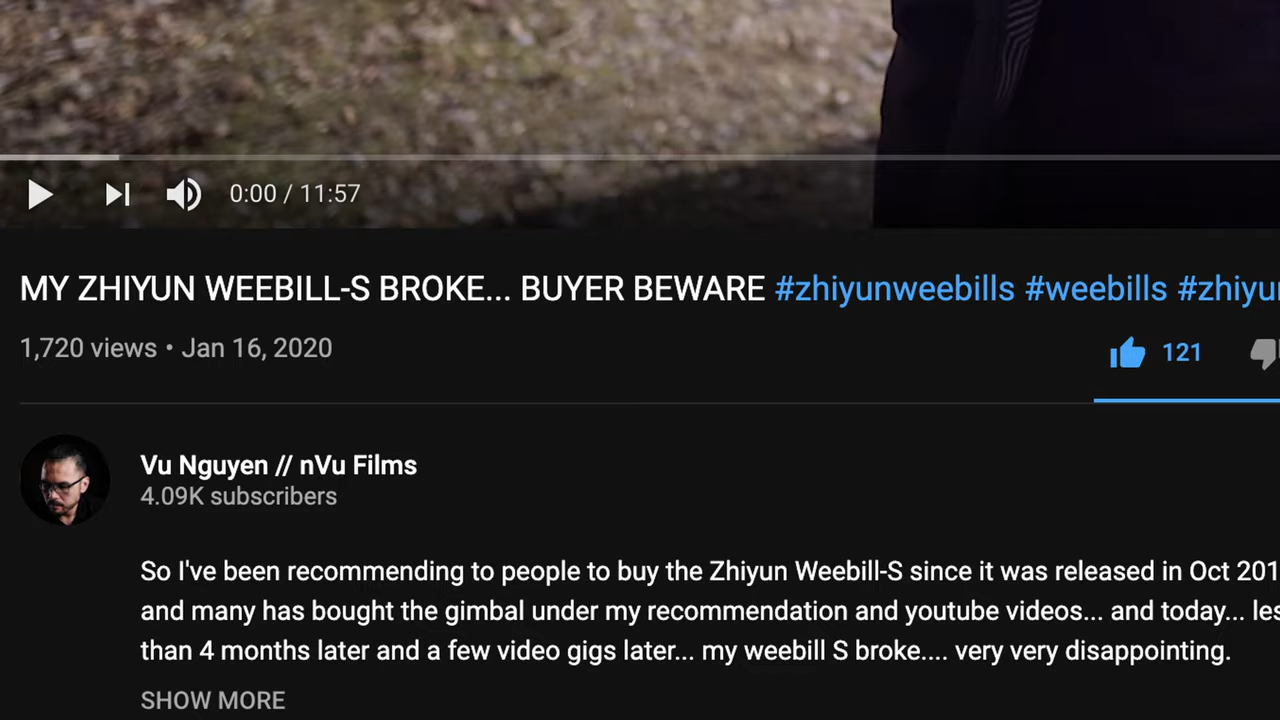 0:00 / 11:57
MY ZHIYUN WEEBILL-S BROKE... BUYER BEWARE #zhiyunweebills #weebills #zhiyu
1,720 views • Jan 16, 2020
121
Vu Nguyen // nVu Films
4.09K subscribers
So I've been recommending to people to buy the Zhiyun Weebill-S since it was released in Oct 201
and many has bought the gimbal under my recommendation and youtube videos... and today... les
than 4 months later and a few video gigs later... my weebill S broke.... very very disappointing.
SHOW MORE